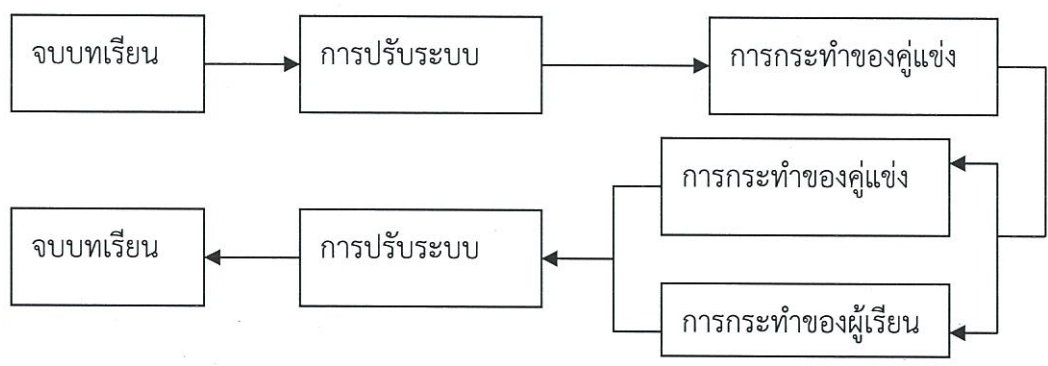 จบบทเรียน
การปรับระบบ
การกระทำของคู่แข่ง
การกระทำของคู่แข่ง
จบบทเรียน
การปรับระบบ
การกระทำของผู้เรียน